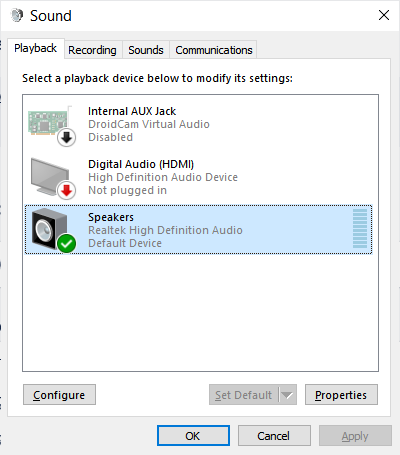 Sound
Playback Recording Sounds Communications
Select a playback device below to modify its settings:
Internal AUX Jack
DroidCam Virtual Audio
Disabled
Digital Audio (HDMI)
High Definition Audio Device
Not plugged in
Speakers
Realtek High Definition Audio
Default Device
Configure Set Default Properties
OK Cancel Apply